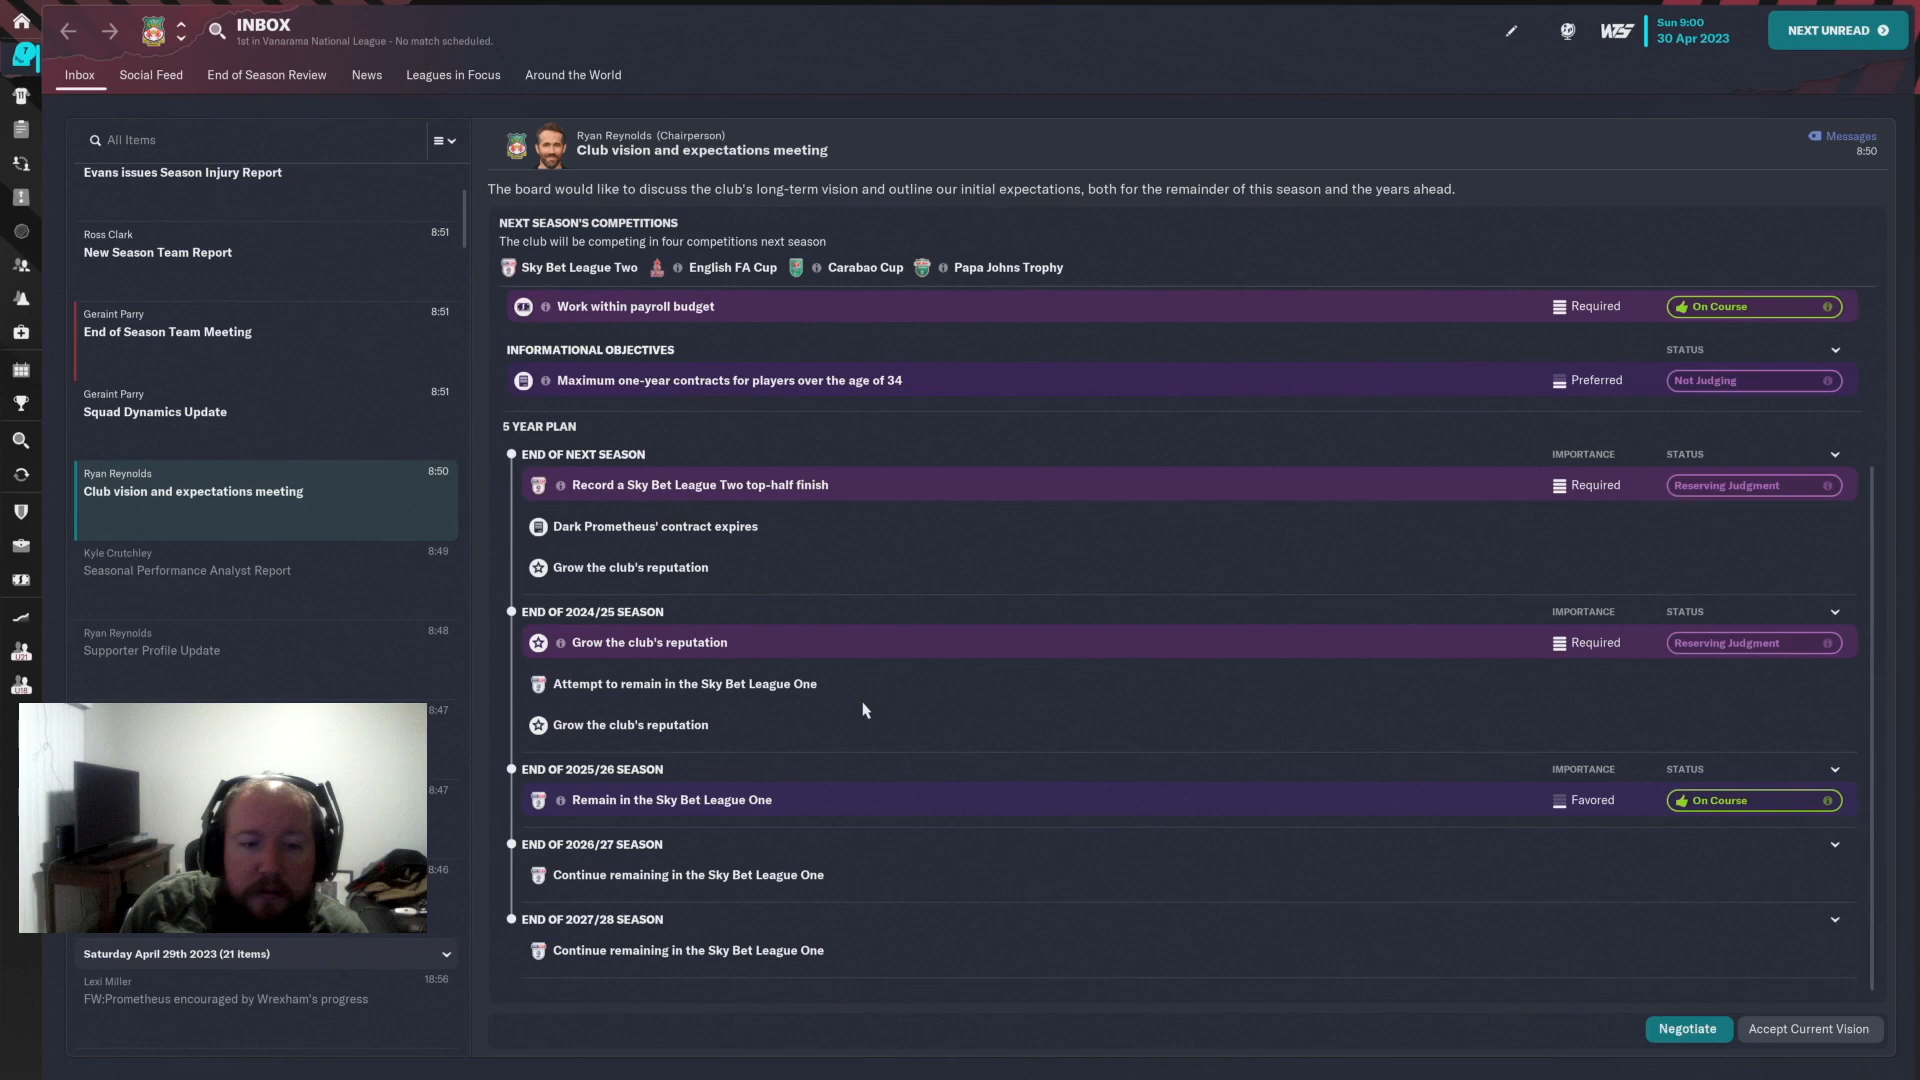 INBOX
1st in Vanarama National League - No match scheduled.
Sun 9:00
30 Apr 2023
NEXT UNREAD
7
Inbox
Social Feed
End of Season Review
News
Leagues in Focus
Around the World
All Items
Evans issues Season Injury Report
Ross Clark
8:51
New Season Team Report
Geraint Parry
8:51
End of Season Team Meeting
Geraint Parry
8:51
Squad Dynamics Update
Ryan Reynolds
8:50
Club vision and expectations meeting
Kyle Crutchley
8:49
Seasonal Performance Analyst Report
Ryan Reynolds
8:48
Supporter Profile Update
8:47
8:47
8:46
Saturday April 29th 2023 (21 items)
Lexi Miller
18:56
FW:Prometheus encouraged by Wrexham's progress
U21
U18
Ryan Reynolds (Chairperson)
Club vision and expectations meeting
Messages
8:50
The board would like to discuss the club's long-term vision and outline our initial expectations, both for the remainder of this season and the years ahead.
NEXT SEASON'S COMPETITIONS
The club will be competing in four competitions next season
Sky Bet League Two
English FA Cup
Carabao Cup
Papa Johns Trophy
Work within payroll budget
Required
On Course
INFORMATIONAL OBJECTIVES
STATUS
Maximum one-year contracts for players over the age of 34
Preferred
Not Judging
5 YEAR PLAN
END OF NEXT SEASON
IMPORTANCE
STATUS
Record a Sky Bet League Two top-half finish
Required
Reserving Judgment
Dark Prometheus' contract expires
Grow the club's reputation
END OF 2024/25 SEASON
IMPORTANCE
STATUS
Grow the club's reputation
Required
Reserving Judgment
Attempt to remain in the Sky Bet League One
Grow the club's reputation
END OF 2025/26 SEASON
IMPORTANCE
STATUS
Remain in the Sky Bet League One
Favored
On Course
END OF 2026/27 SEASON
Continue remaining in the Sky Bet League One
END OF 2027/28 SEASON
Continue remaining in the Sky Bet League One
Negotiate
Accept Current Vision